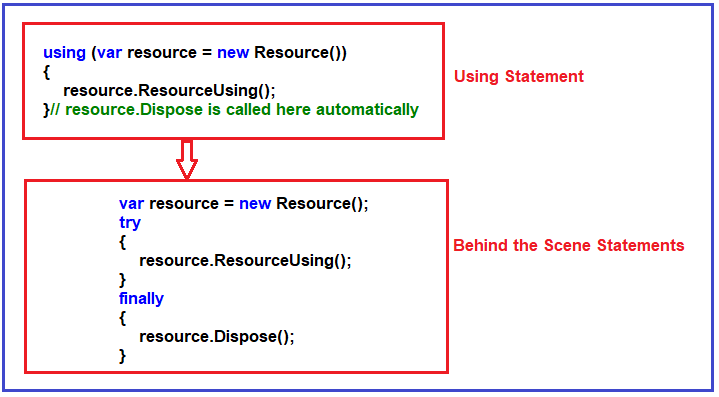 using (var resource = new Resource())
{
resource.ResourceUsing();
}// resource.Dispose is called here automatically
Using Statement
var resource = new Resource();
try
{
resource.ResourceUsing();
}
finally
{
resource.Dispose();
}
Behind the Scene Statements